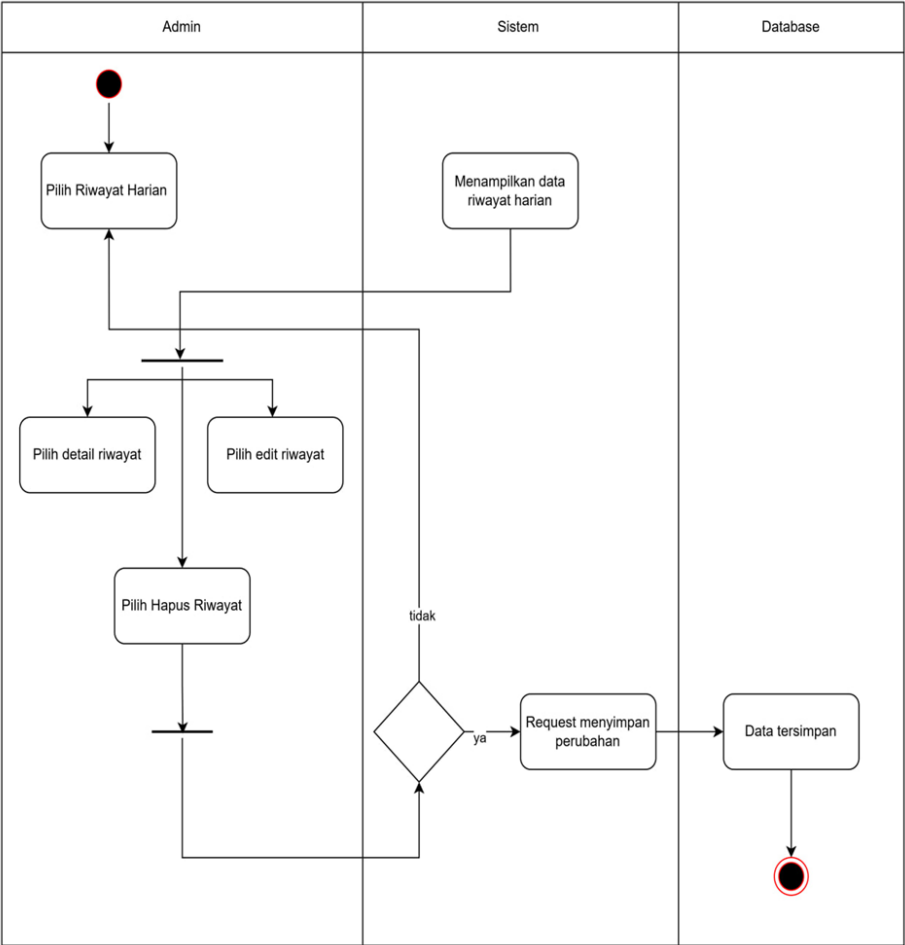 Admin
Sistem
Database
Pilih Riwayat Harian
Menampilkan data
riwayat harian
Pilih detail riwayat
Pilih edit riwayat
Pilih Hapus Riwayat
tidak
ya
Request menyimpan
perubahan
Data tersimpan